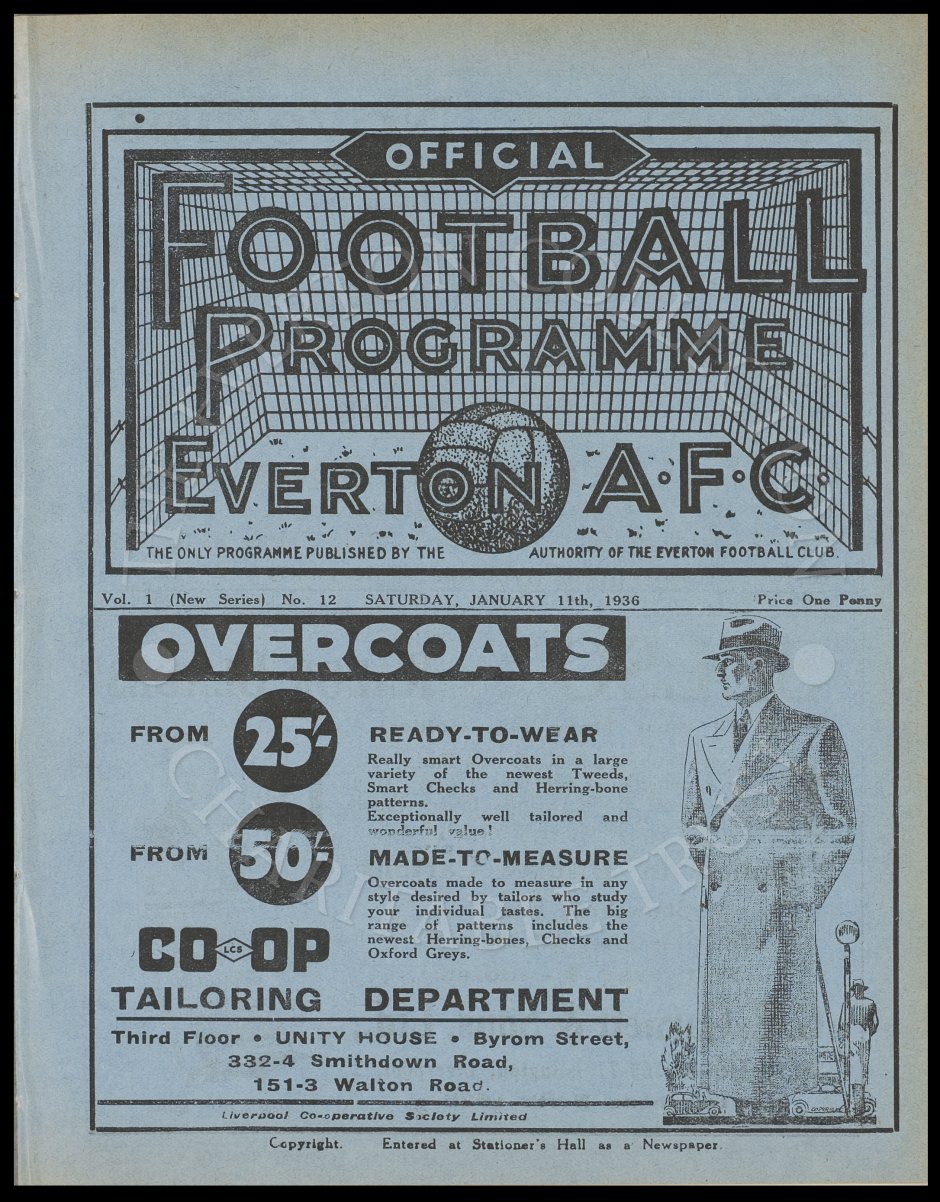 OFFICIAL
FOOTBALL
PROGRAMME
EVERTON A·F·C·
THE ONLY PROGRAMME PUBLISHED BY THE AUTHORITY OF THE EVERTON FOOTBALL CLUB.
Vol. 1 (New Series) No. 12 SATURDAY, JANUARY 11th, 1936 Price One Penny
OVERCOATS
FROM 25/-
READY-TO-WEAR
Really smart Overcoats in a large
variety of the newest Tweeds,
Smart Checks and Herring-bone
patterns.
Exceptionally well tailored and
wonderful value!
FROM 50/-
MADE-TO-MEASURE
Overcoats made to measure in any
style desired by tailors who study
your individual tastes. The big
range of patterns includes the
newest Herring-bones, Checks and
Oxford Greys.
CO LCS OP
TAILORING DEPARTMENT
Third Floor • UNITY HOUSE • Byrom Street,
332-4 Smithdown Road,
151-3 Walton Road.
Liverpool Co-operative Society Limited
Copyright. Entered at Stationer's Hall as a Newspaper.